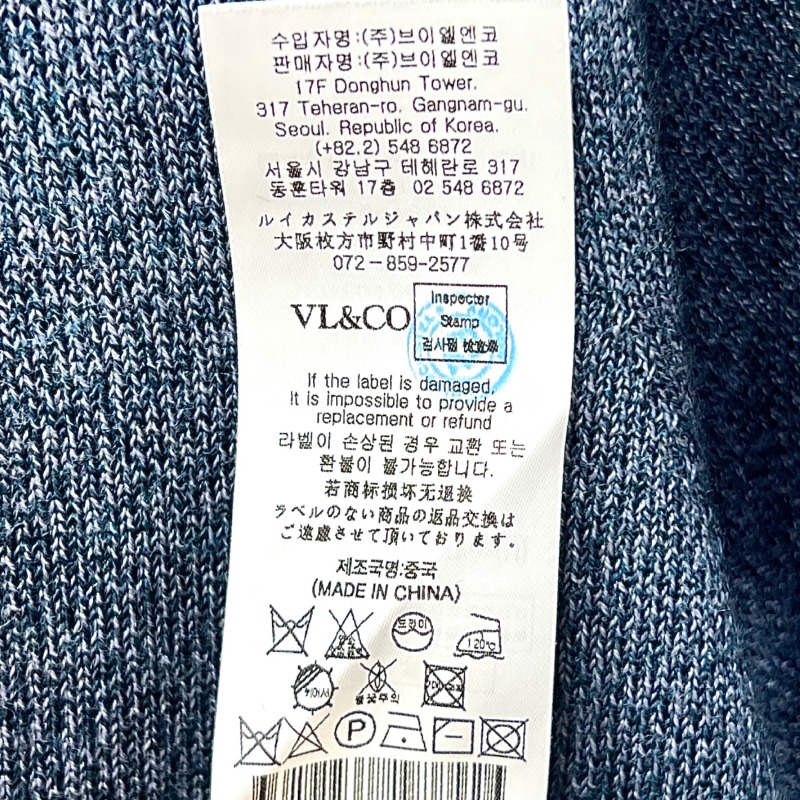 수입자명:(주)브이엘엔코
판매자명:(주)브이엘엔코
17F Donghun Tower.
317 Teheran-ro. Gangnam-gu.
Seoul. Republic of Korea.
(+82.2) 548 6872
서울시 강남구 테헤란로 317
동훈타워 17층 02 548 6872
ルイカステルジャパン株式会社
大阪枚方市野村中町1番10号
072-859-2577
VL&CO
Inspector
Stamp
If the label is damaged,
It is impossible to provide a
replacement or refund
라벨이 손상된 경우 교환 또는
환불이 불가능합니다.
若商标损坏无退换
ラベルのない商品の返品交換は
ご遠慮させて頂いております。
제조국명:중국
(MADE IN CHINA)
드라이
120℃
P